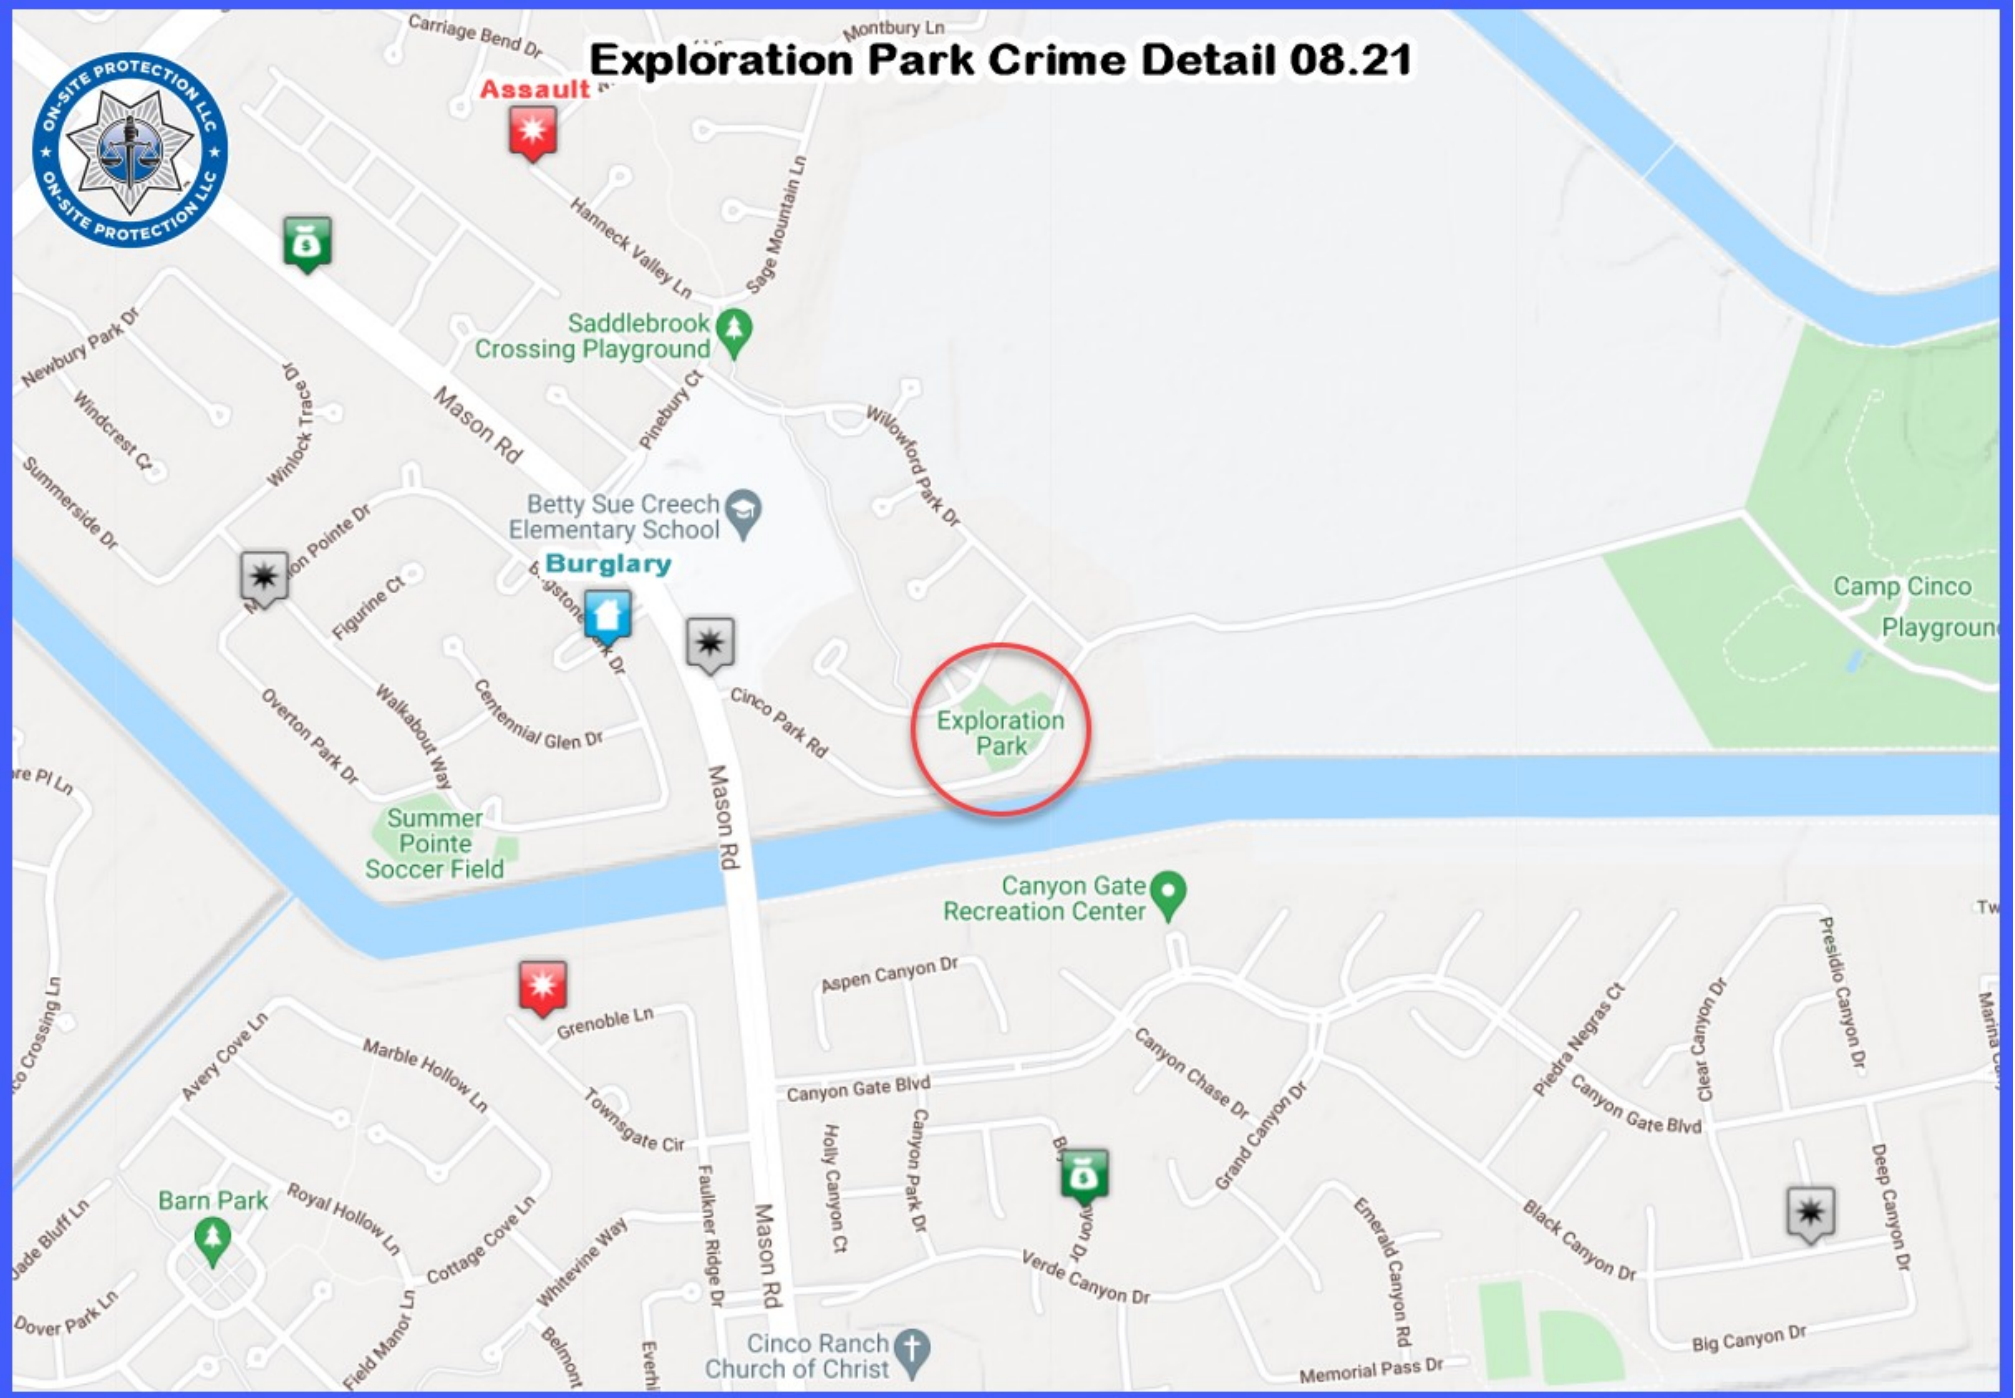 Exploration Park Crime Detail 08.21
ON-SITE PROTECTION LLC
ON-SITE PROTECTION LLC
Carriage Bend Dr
Montbury Ln
Assault
Hanneck Valley Ln
Sage Mountain Ln
Saddlebrook
Crossing Playground
Newbury Park Dr
Windcrest Ct
Winlock Trace Dr
Summerside Dr
Mason Rd
Pinebury Ct
Willowford Park Dr
Betty Sue Creech
Elementary School
Burglary
on Pointe Dr
Figurine Ct
Overton Park Dr
Walkabout Way
Centennial Glen Dr
Cinco Park Rd
Exploration
Park
Camp Cinco
Playground
Mason Rd
Summer
Pointe
Soccer Field
Canyon Gate
Recreation Center
Aspen Canyon Dr
Grenoble Ln
Avery Cove Ln
Marble Hollow Ln
Townsgate Cir
Canyon Gate Blvd
Canyon Chase Dr
Grand Canyon Dr
Piedra Negras Ct
Clear Canyon Dr
Presidio Canyon Dr
Canyon Gate Blvd
Holly Canyon Ct
Canyon Park Dr
Deep Canyon Dr
Barn Park
Jade Bluff Ln
Royal Hollow Ln
Cottage Cove Ln
Whitevine Way
Faulkner Ridge Dr
Mason Rd
Verde Canyon Dr
Emerald Canyon Rd
Black Canyon Dr
Big Canyon Dr
Dover Park Ln
Field Manor Ln
Belmont
Cinco Ranch
Church of Christ
Memorial Pass Dr